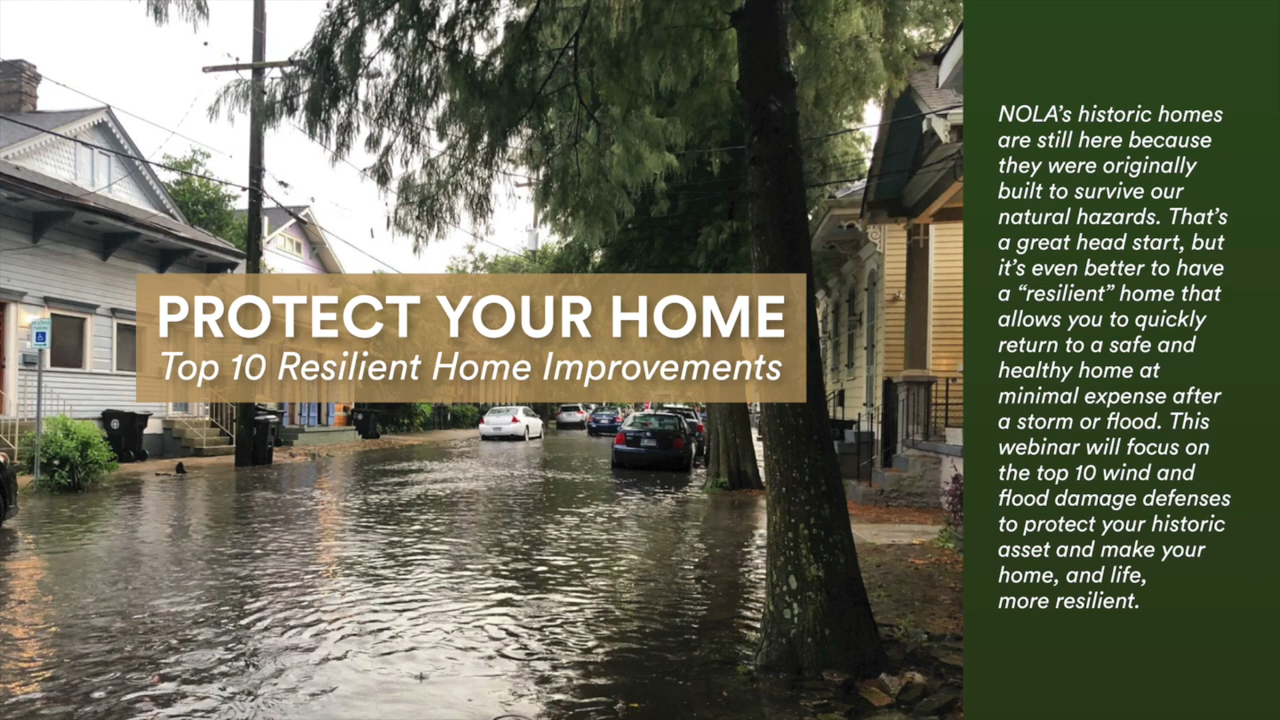 PROTECT YOUR HOME
Top 10 Resilient Home Improvements
NOLA’s historic homes
are still here because
they were originally
built to survive our
natural hazards. That’s
a great head start, but
it’s even better to have
a “resilient” home that
allows you to quickly
return to a safe and
healthy home at
minimal expense after
a storm or flood. This
webinar will focus on
the top 10 wind and
flood damage defenses
to protect your historic
asset and make your
home, and life,
more resilient.